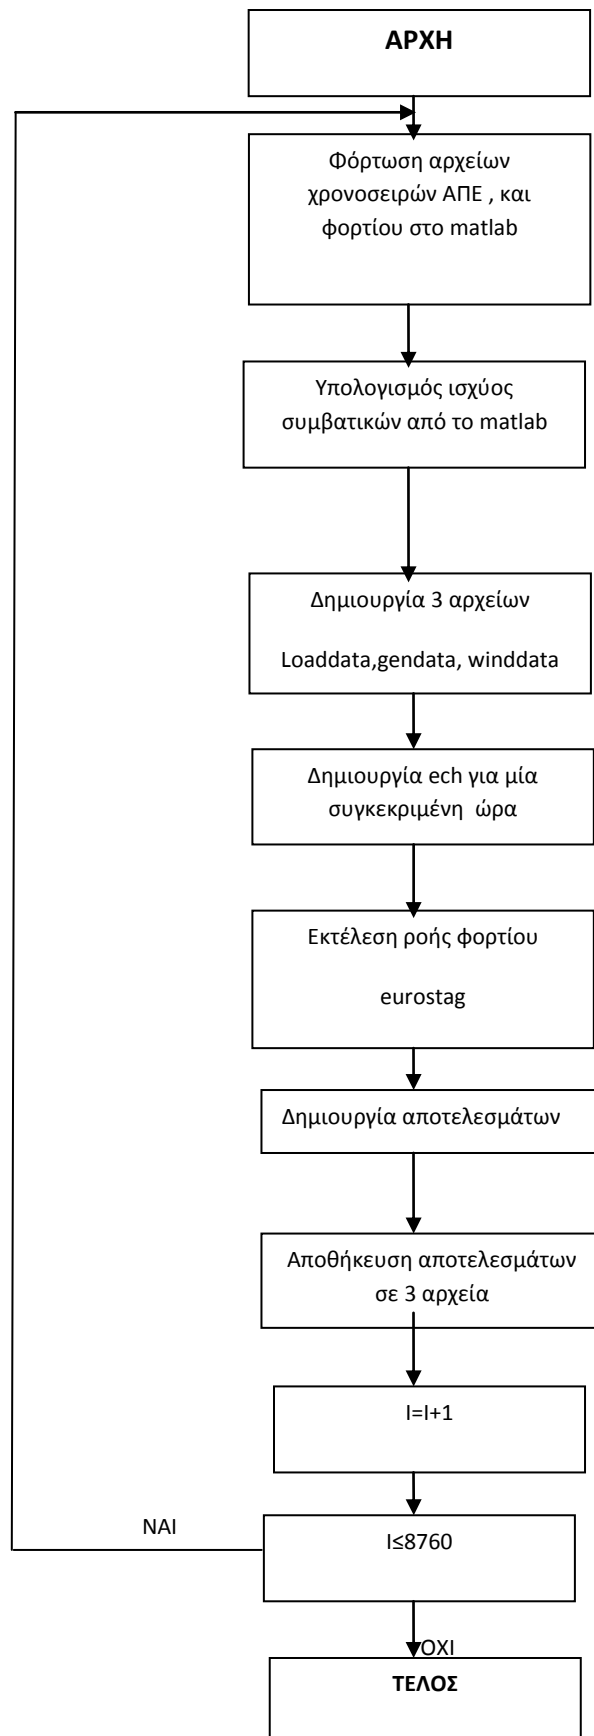 ΑΡΧΗ
Φόρτωση αρχείων
χρονοσειρών ΑΠΕ , και
φορτίου στο matlab
Υπολογισμός ισχύος
συμβατικών από το matlab
Δημιουργία 3 αρχείων
Loaddata,gendata, winddata
Δημιουργία ech για μία
συγκεκριμένη ώρα
Εκτέλεση ροής φορτίου
eurostag
Δημιουργία αποτελεσμάτων
Αποθήκευση αποτελεσμάτων
σε 3 αρχεία
I=I+1
ΝΑΙ
I≤8760
ΟΧΙ
ΤΕΛΟΣ